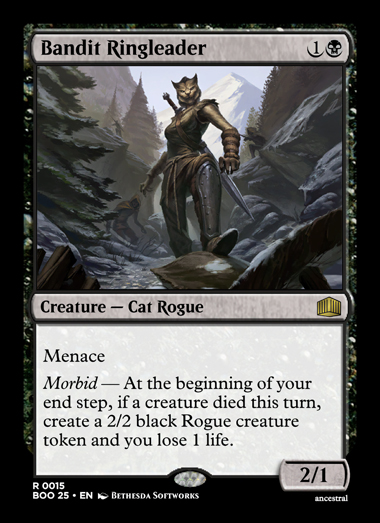 Bandit Ringleader 1
Creature — Cat Rogue
Menace
Morbid — At the beginning of your
end step, if a creature died this turn,
create a 2/2 black Rogue creature
token and you lose 1 life.
2/1
R 0015
BOO 25 • EN Bethesda Softworks
ancestral